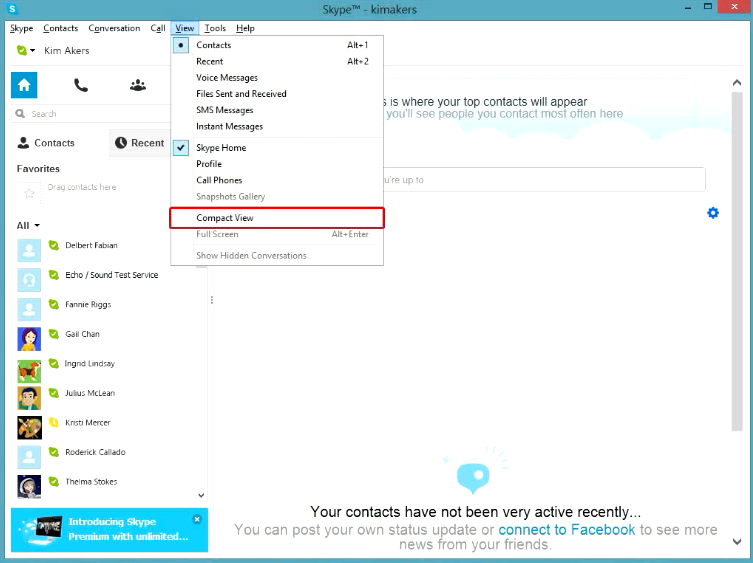 Skype™ - kimakers
Skype Contacts Conversation Call View Tools Help
Kim Akers
Search
Contacts Recent
Favorites
Drag contacts here
All
Delbert Fabian
Echo / Sound Test Service
Fannie Riggs
Gail Chan
Ingrid Lindsay
Julius McLean
Kristi Mercer
Roderick Callado
Thelma Stokes
Introducing Skype
Premium with unlimited...
Contacts Alt+1
Recent Alt+2
Voice Messages
Files Sent and Received
SMS Messages
Instant Messages
Skype Home
Profile
Call Phones
Snapshots Gallery
Compact View
Full Screen Alt+Enter
Show Hidden Conversations
s is where your top contacts will appear
you'll see people you contact most often here
u're up to
Your contacts have not been very active recently...
You can post your own status update or connect to Facebook to see more
news from your friends.